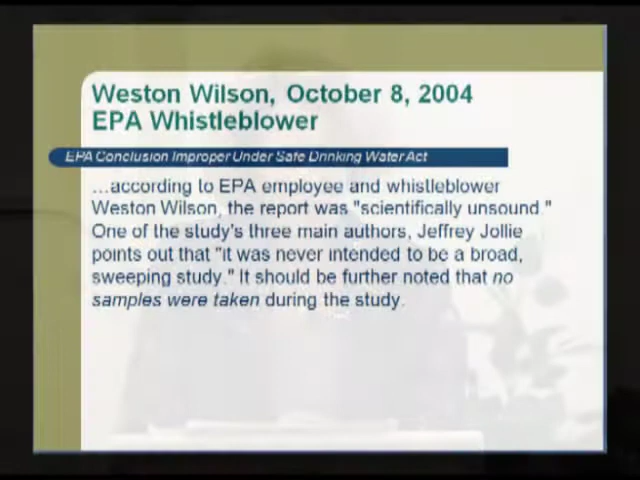 Weston Wilson, October 8, 2004
EPA Whistleblower
EPA Conclusion Improper Under Safe Drinking Water Act
...according to EPA employee and whistleblower
Weston Wilson, the report was "scientifically unsound."
One of the study's three main authors, Jeffrey Jollie
points out that "it was never intended to be a broad,
sweeping study." It should be further noted that no
samples were taken during the study.